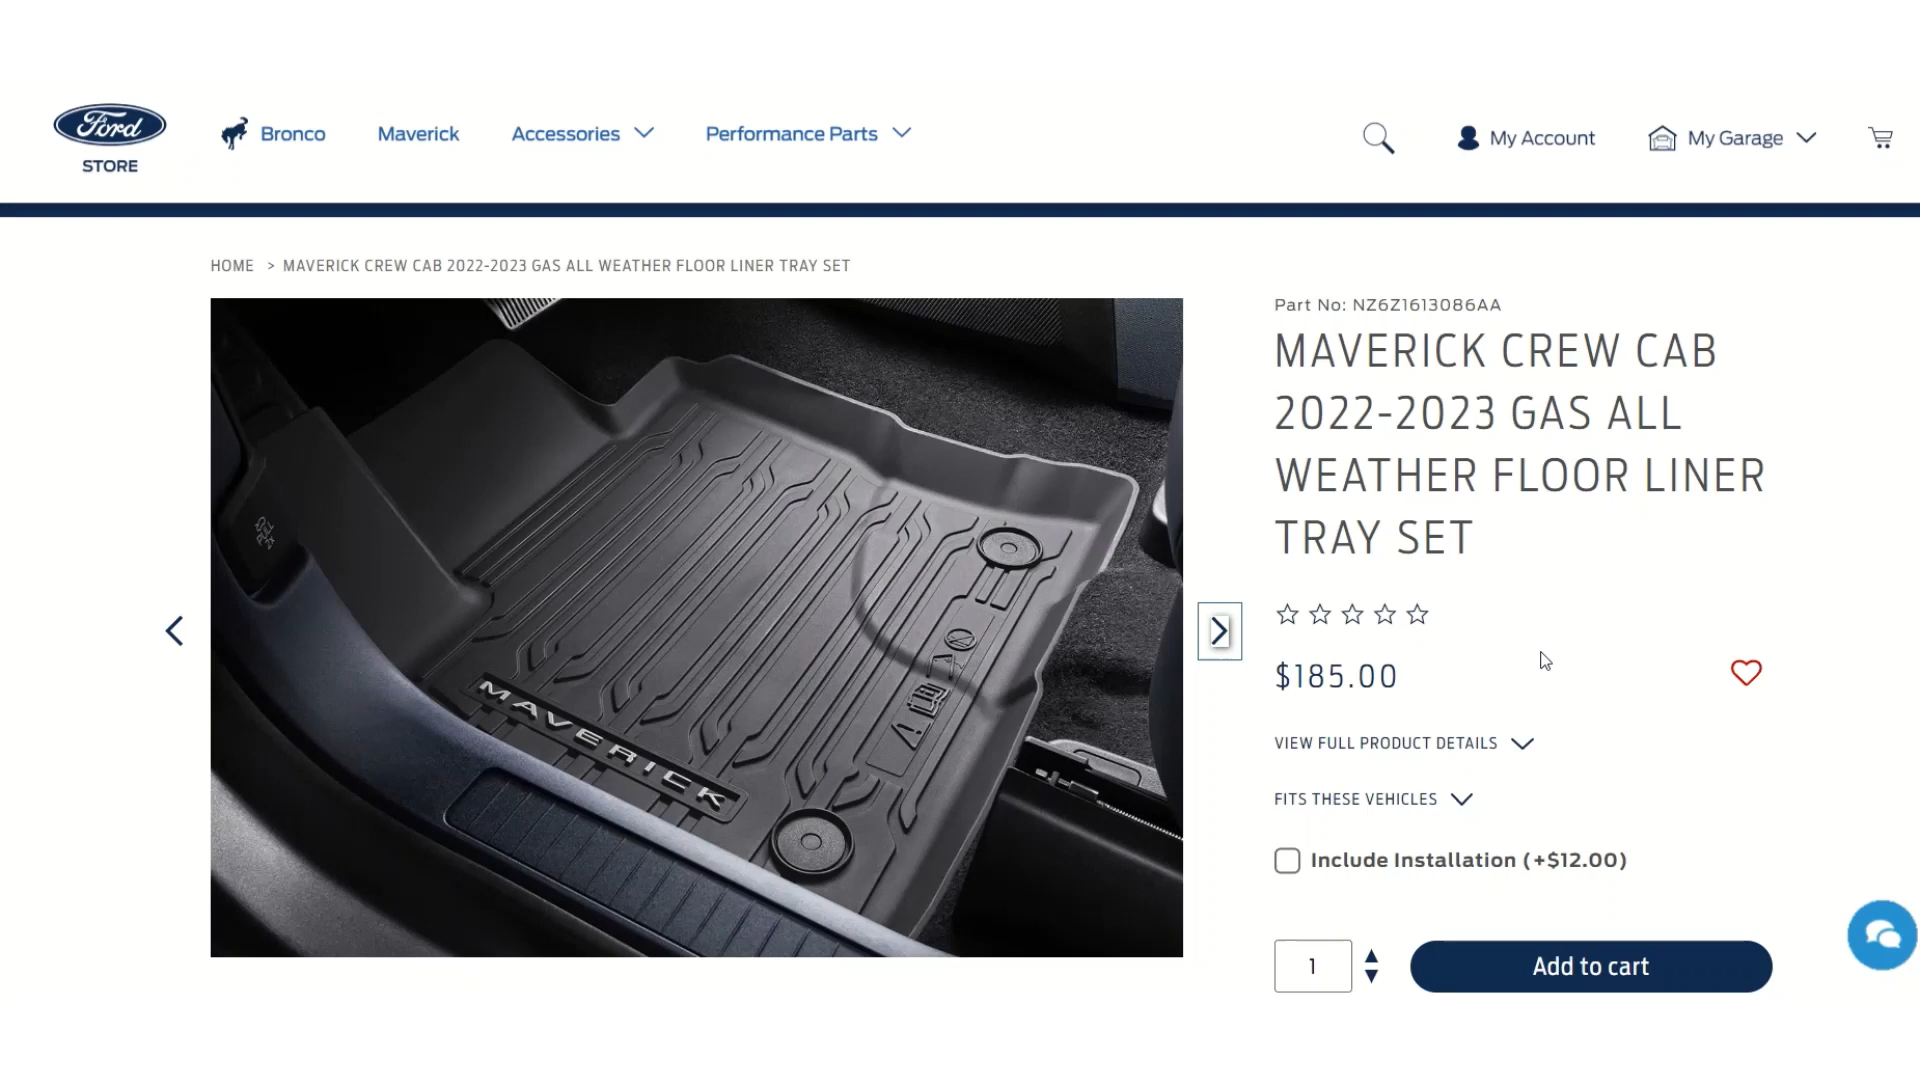 Ford
STORE
Bronco
Maverick
Accessories
Performance Parts
My Account
My Garage
HOME > MAVERICK CREW CAB 2022-2023 GAS ALL WEATHER FLOOR LINER TRAY SET
PULL
2x
MAVERICK
Part No: NZ6Z1613086AA
MAVERICK CREW CAB
2022-2023 GAS ALL
WEATHER FLOOR LINER
TRAY SET
$185.00
VIEW FULL PRODUCT DETAILS
FITS THESE VEHICLES
Include Installation (+$12.00)
1
Add to cart